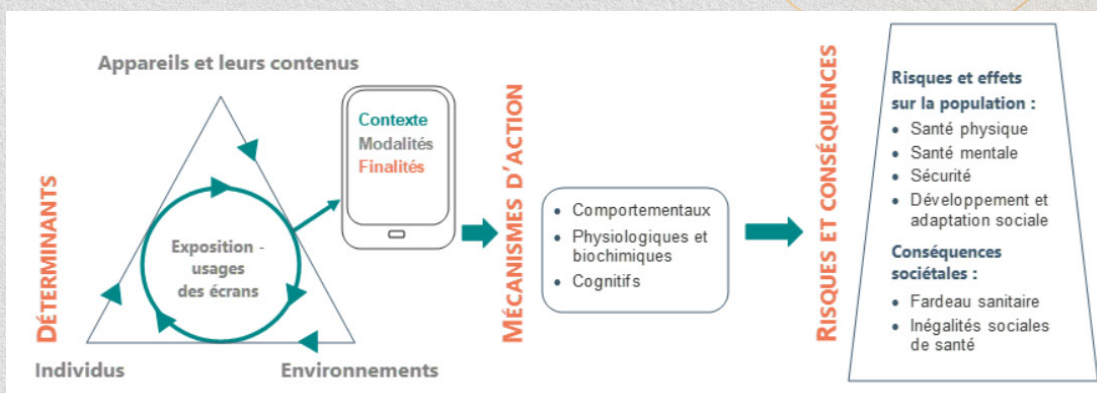 DÉTERMINANTS
Appareils et leurs contenus
Exposition -
usages
des écrans
Individus
Environnements
Contexte
Modalités
Finalités
MÉCANISMES D'ACTION
• Comportementaux
• Physiologiques et
biochimiques
• Cognitifs
RISQUES ET CONSÉQUENCES
Risques et effets
sur la population :
• Santé physique
• Santé mentale
• Sécurité
• Développement et
adaptation sociale
Conséquences
sociétales :
• Fardeau sanitaire
• Inégalités sociales
de santé